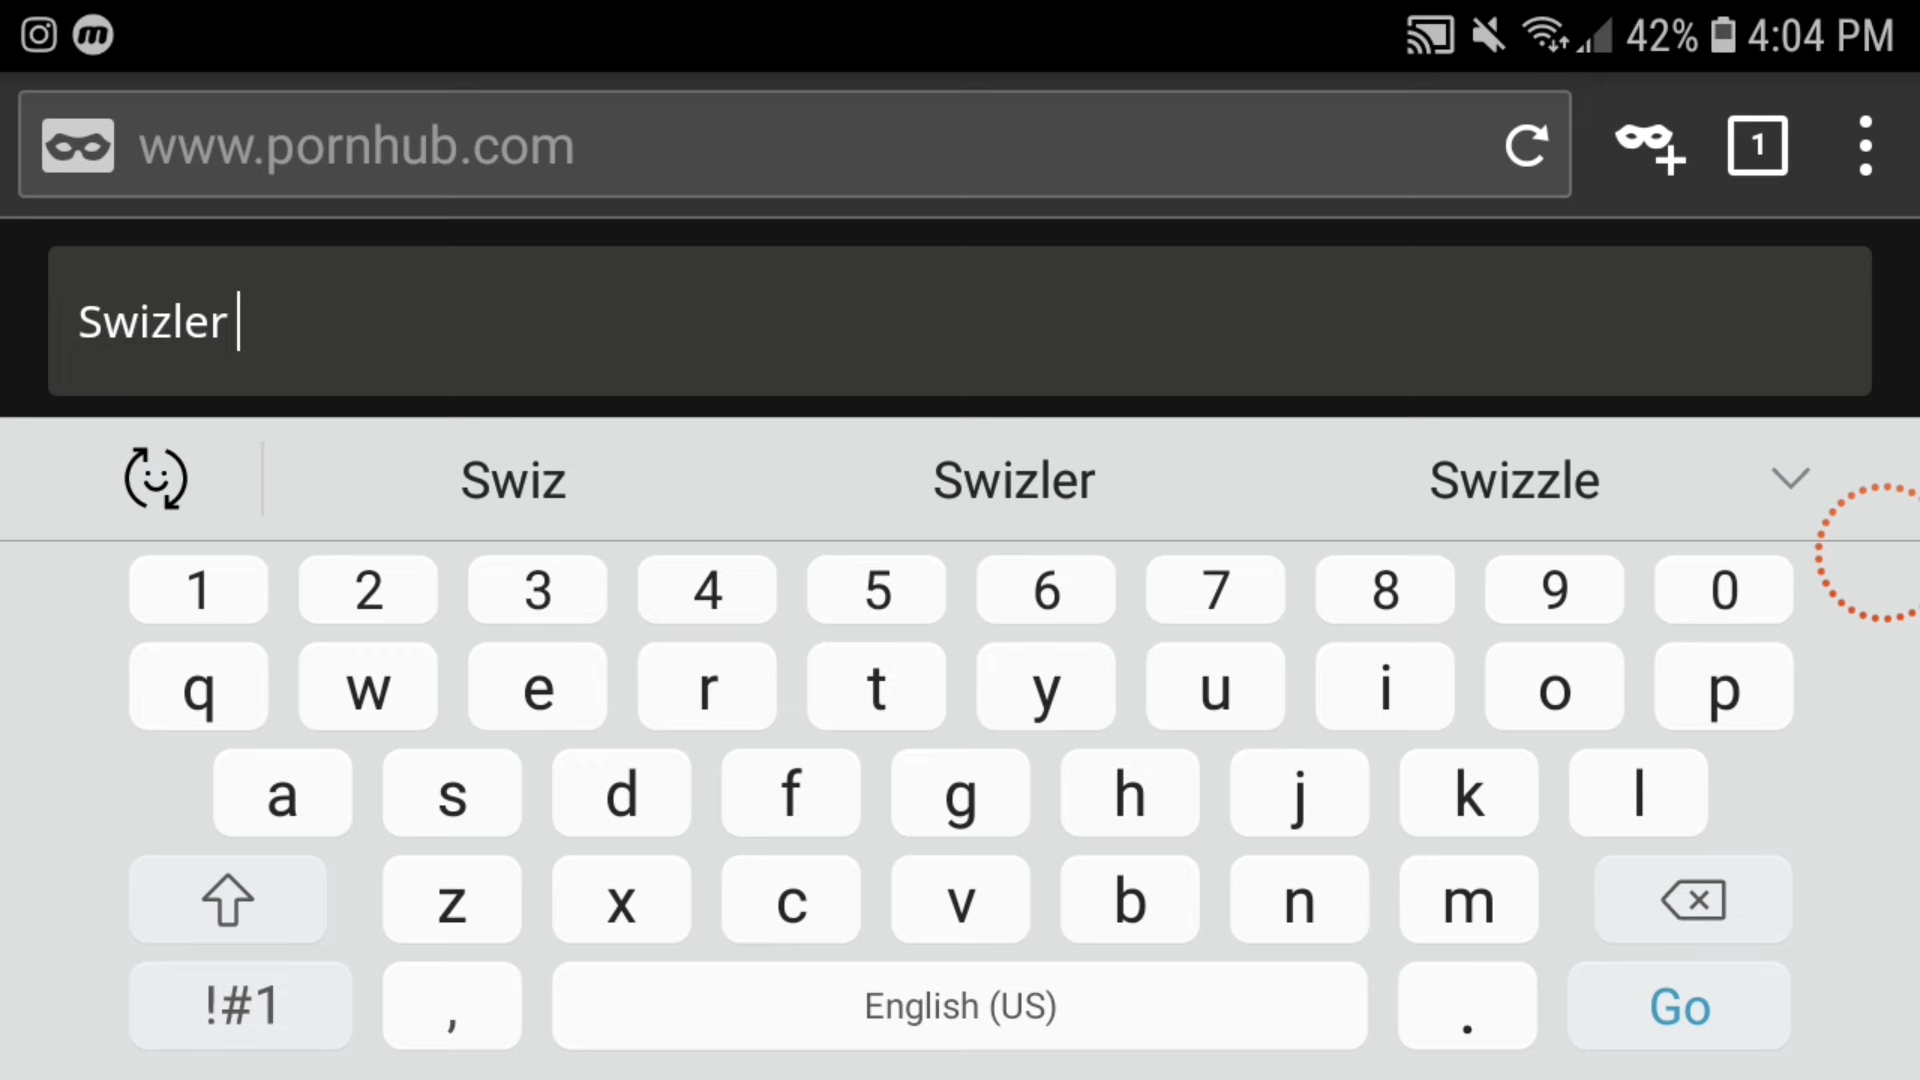 42% 4:04 PM
www.pornhub.com
1
Swizler
Swiz Swizler Swizzle
1 2 3 4 5 6 7 8 9 0
q w e r t y u i o p
a s d f g h j k l
z x c v b n m
!#1 , English (US) . Go